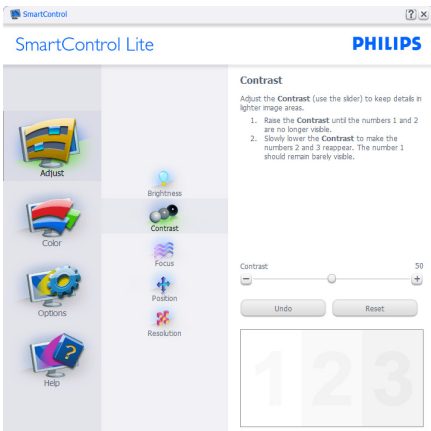 SmartControl
SmartControl Lite
PHILIPS
Adjust
Color
Options
Help
Brightness
Contrast
Focus
Position
Resolution
Contrast
Adjust the Contrast (use the slider) to keep details in
lighter image areas.
1. Raise the Contrast until the numbers 1 and 2
are no longer visible.
2. Slowly lower the Contrast to make the
numbers 2 and 3 reappear. The number 1
should remain barely visible.
Contrast 50
Undo Reset
1 2 3